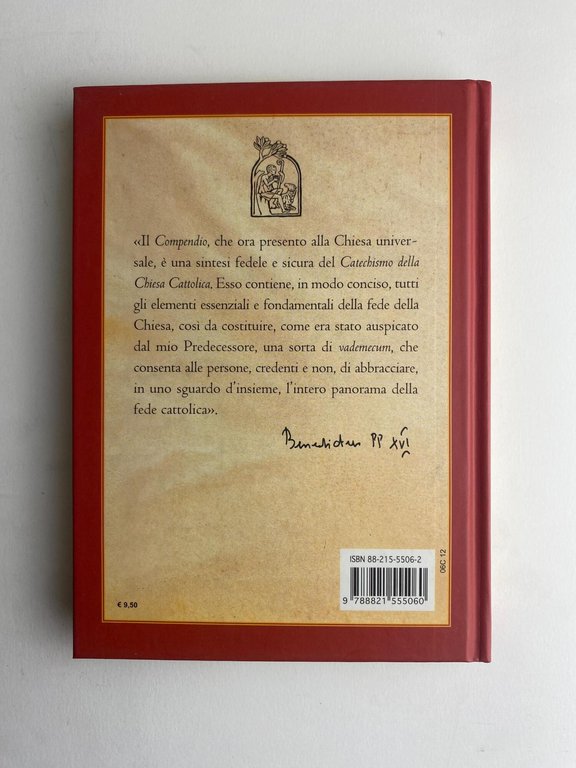 «Il Compendio, che ora presento alla Chiesa univer-
sale, è una sintesi fedele e sicura del Catechismo della
Chiesa Cattolica. Esso contiene, in modo conciso, tutti
gli elementi essenziali e fondamentali della fede della
Chiesa, così da costituire, come era stato auspicato
dal mio Predecessore, una sorta di vademecum, che
consenta alle persone, credenti e non, di abbracciare,
in uno sguardo d'insieme, l'intero panorama della
fede cattolica».
Benedictus PP XVI
ISBN 88-215-5506-2
9 788821 555060
06C 12
€ 9,50